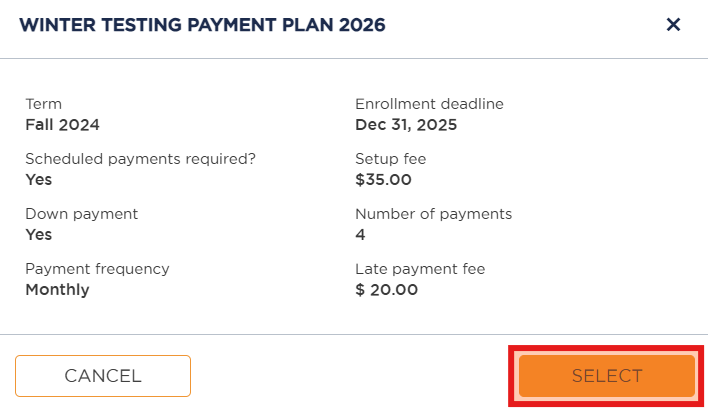 WINTER TESTING PAYMENT PLAN 2026
Term
Fall 2024
Enrollment deadline
Dec 31, 2025
Scheduled payments required?
Yes
Setup fee
$35.00
Down payment
Yes
Number of payments
4
Payment frequency
Monthly
Late payment fee
$ 20.00
CANCEL
SELECT